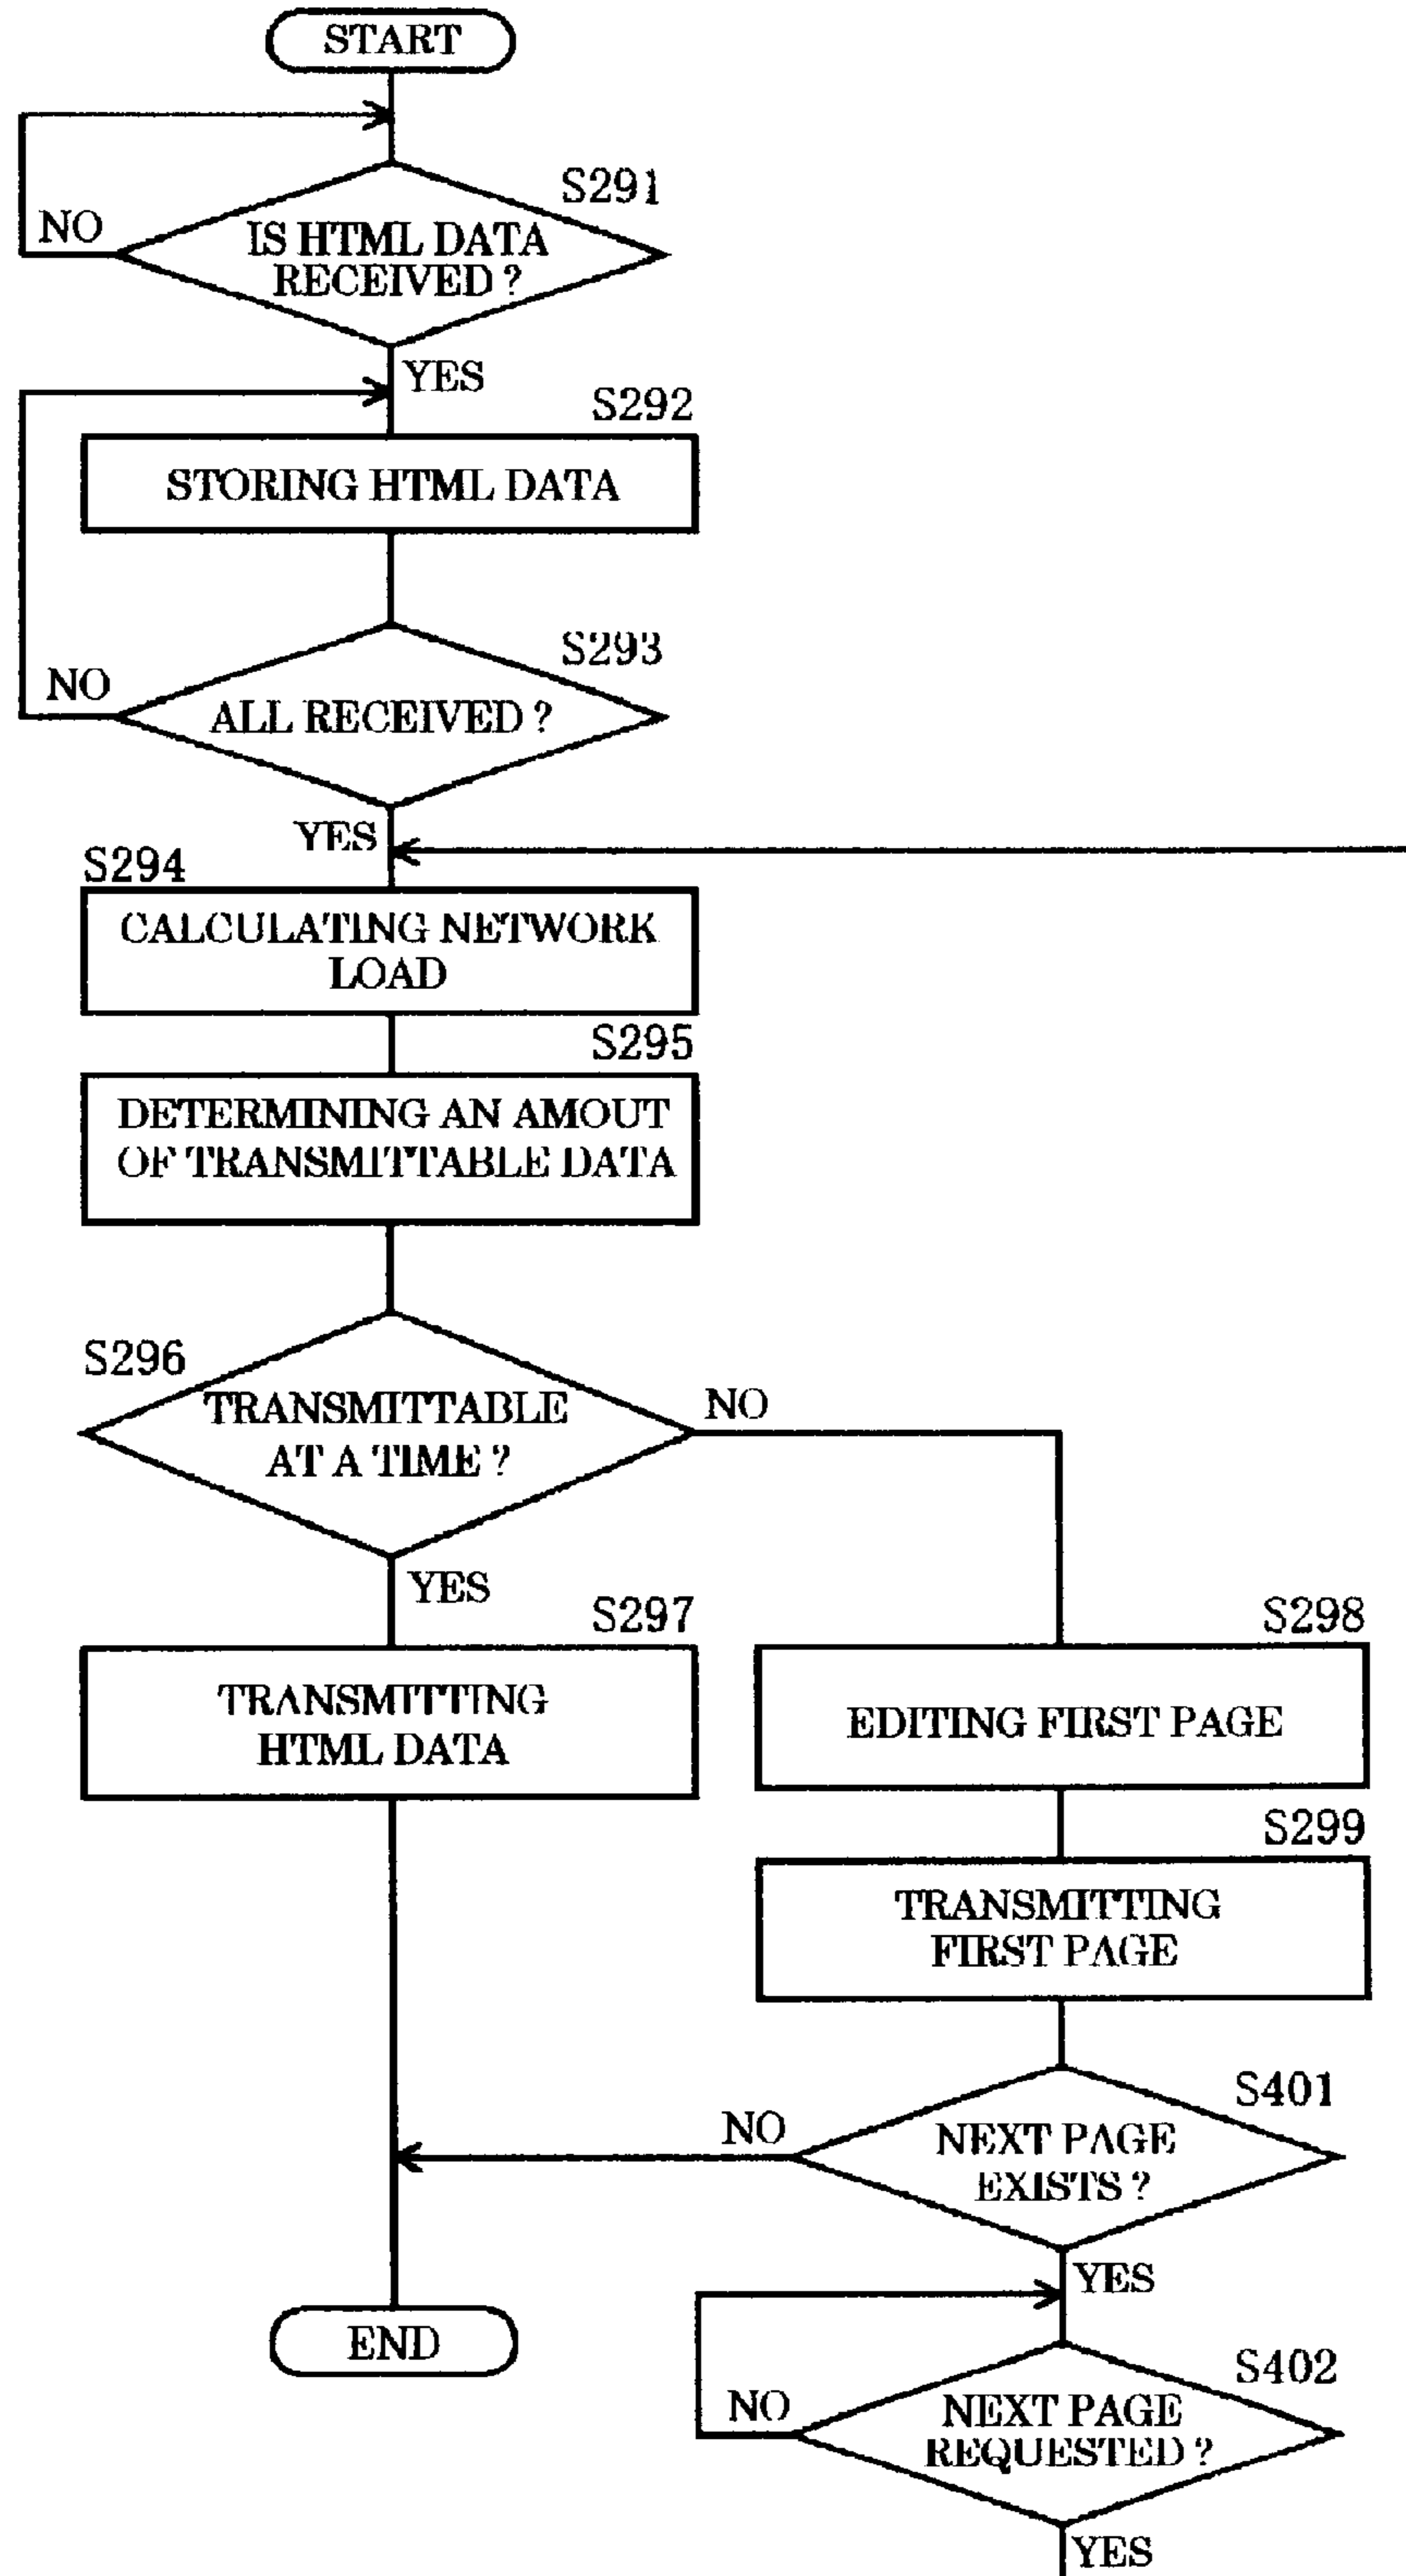 START
S291
NO
IS HTML DATA
RECEIVED ?
YES
S292
STORING HTML DATA
S293
NO
ALL RECEIVED ?
YES
S294
CALCULATING NETWORK
LOAD
S295
DETERMINING AN AMOUT
OF TRANSMITTABLE DATA
S296
TRANSMITTABLE
AT A TIME ?
NO
YES
S297
TRANSMITTING
HTML DATA
S298
EDITING FIRST PAGE
S299
TRANSMITTING
FIRST PAGE
S401
NO
NEXT PAGE
EXISTS ?
YES
END
S402
NO
NEXT PAGE
REQUESTED ?
YES